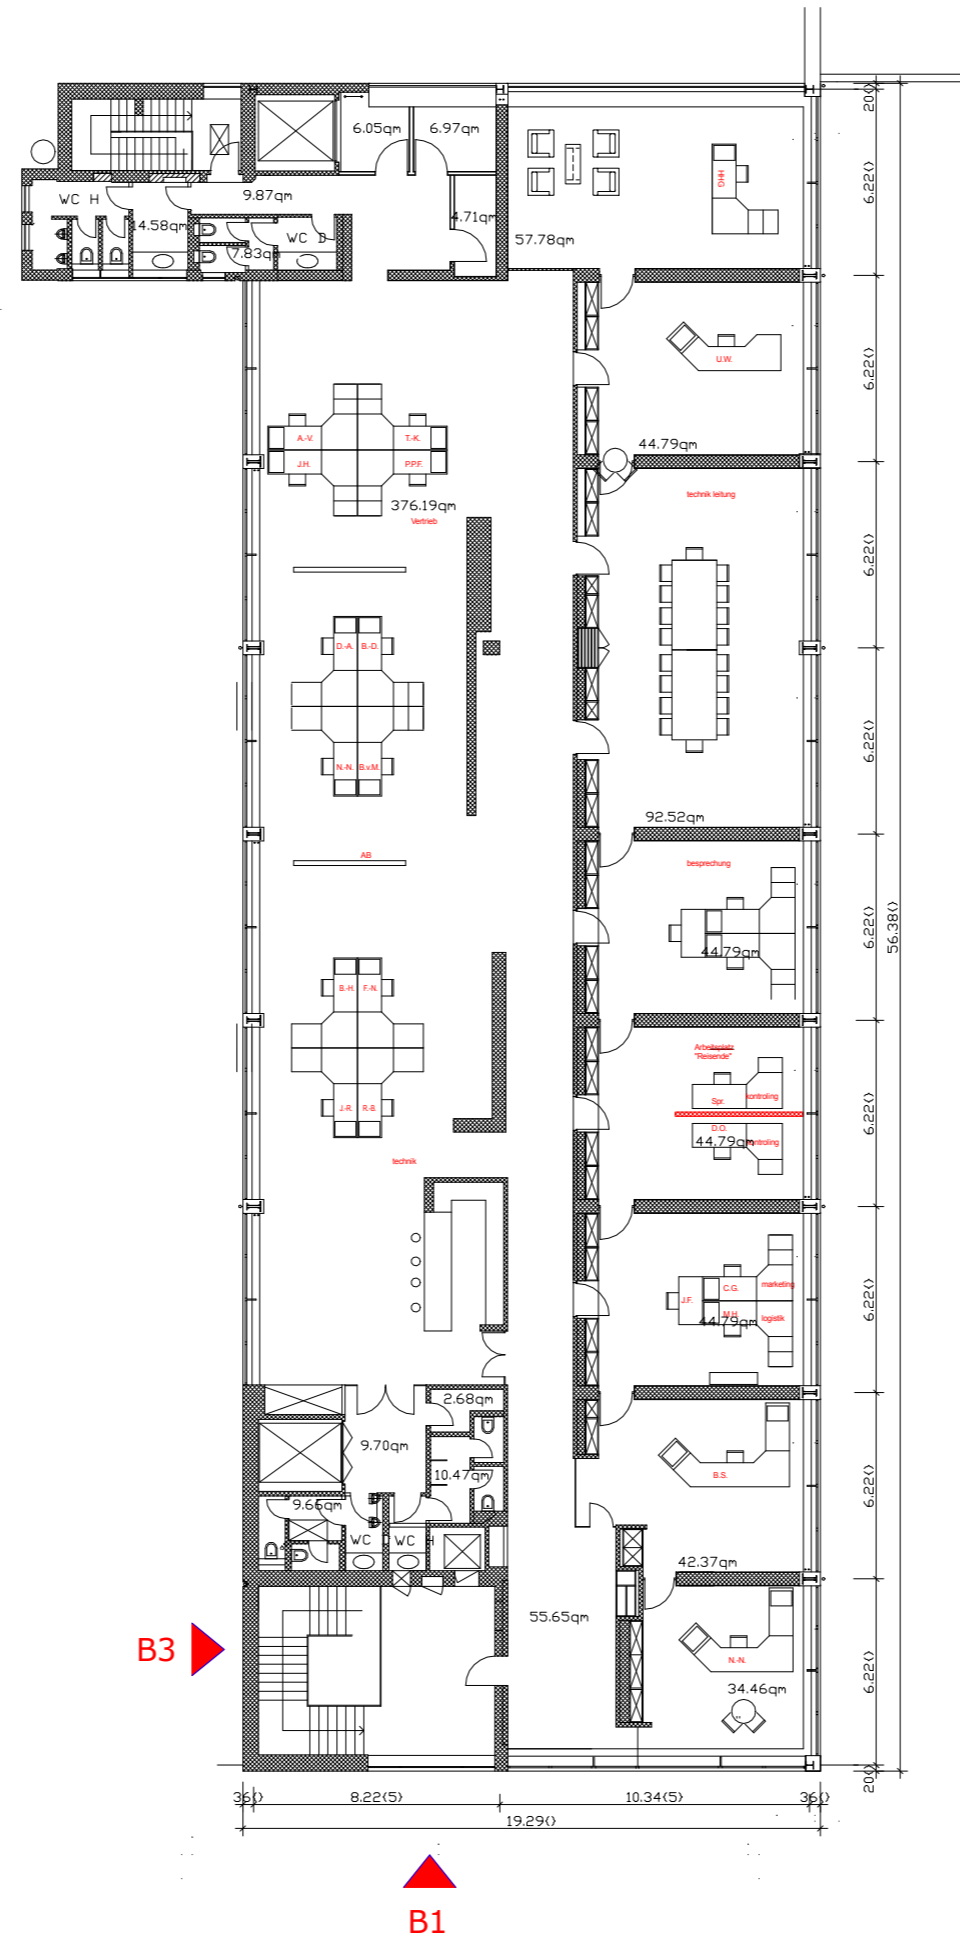 20()
6.05qm
6.97qm
6.22()
HHG
WC H
9.87qm
4.71qm
14.58qm
WC D
7.83qm
57.78qm
6.22()
U.W.
A.-V.
T.-K.
44.79qm
J.H.
P.P.F.
technik leitung
376.19qm
Vertrieb
6.22()
D.-A.
B.-D.
6.22()
N.-N.
B.v.M.
92.52qm
AB
besprechung
6.22()
56.38()
44.79qm
B.-H.
F.-N.
Arbeitsplatz
"Reisende"
Spr.
kontroling
J.-R.
R.-B.
6.22()
D.O.
44.79qm
kontroling
technik
C.G.
marketing
6.22()
J.F.
M.H.
logistik
44.79qm
2.68qm
9.70qm
10.47qm
B.S.
6.22()
9.65qm
WC
WC H
42.37qm
55.65qm
B3
N.-N.
6.22()
34.46qm
20()
36()
8.22(5)
10.34(5)
36()
19.29()
B1